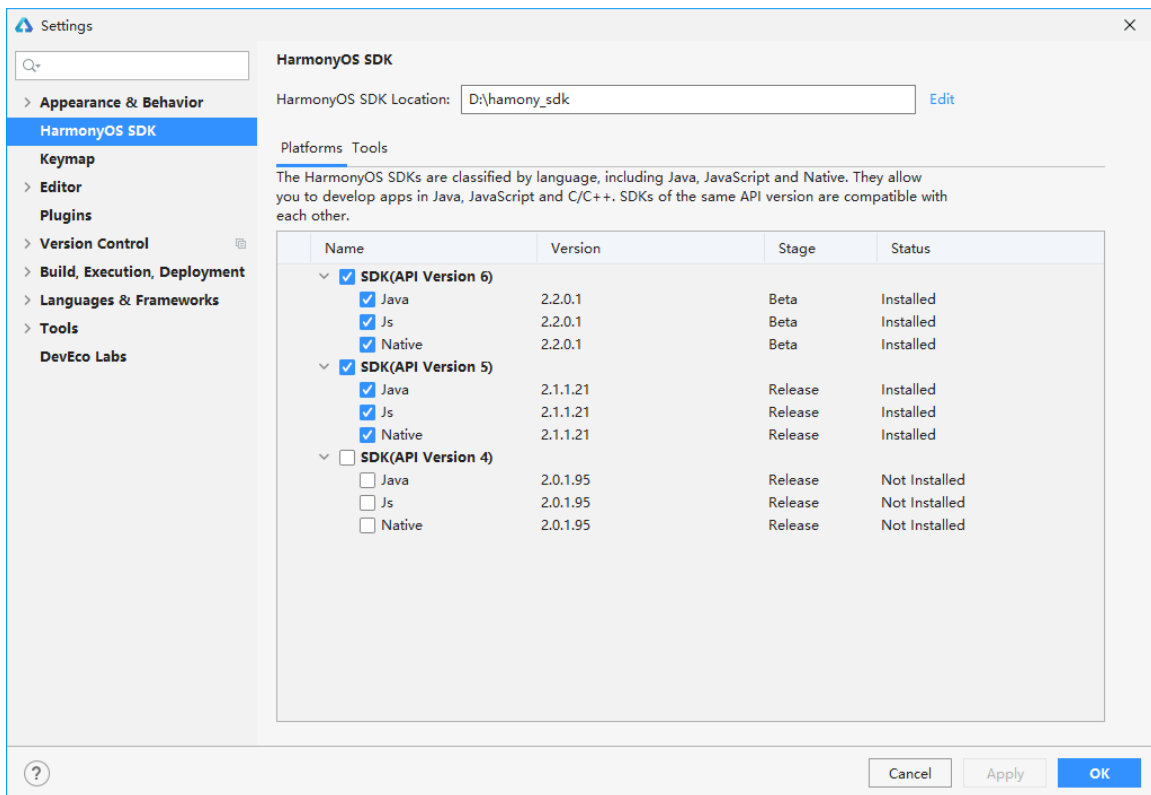 Settings
HarmonyOS SDK
HarmonyOS SDK Location: D:\hamony_sdk Edit
Appearance & Behavior
HarmonyOS SDK
Keymap
Editor
Plugins
Version Control
Build, Execution, Deployment
Languages & Frameworks
Tools
DevEco Labs
Platforms Tools
The HarmonyOS SDKs are classified by language, including Java, JavaScript and Native. They allow
you to develop apps in Java, JavaScript and C/C++. SDKs of the same API version are compatible with
each other.
Name Version Stage Status
SDK(API Version 6)
Java 2.2.0.1 Beta Installed
Js 2.2.0.1 Beta Installed
Native 2.2.0.1 Beta Installed
SDK(API Version 5)
Java 2.1.1.21 Release Installed
Js 2.1.1.21 Release Installed
Native 2.1.1.21 Release Installed
SDK(API Version 4)
Java 2.0.1.95 Release Not Installed
Js 2.0.1.95 Release Not Installed
Native 2.0.1.95 Release Not Installed
? Cancel Apply OK